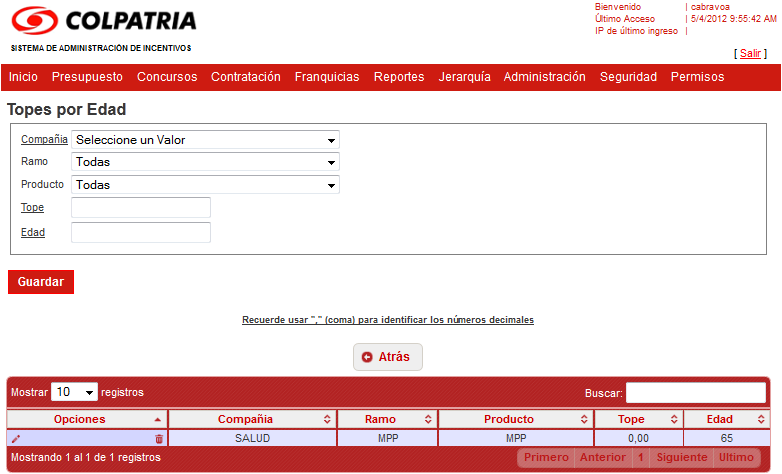 COLPATRIA
SISTEMA DE ADMINISTRACIÓN DE INCENTIVOS
Bienvenido | cabravoa
Último Acceso | 5/4/2012 9:55:42 AM
IP de último ingreso |
[ Salir ]
Inicio Presupuesto Concursos Contratación Franquicias Reportes Jerarquía Administración Seguridad Permisos
Topes por Edad
Compañia Seleccione un Valor
Ramo Todas
Producto Todas
Tope
Edad
Guardar
Recuerde usar "," (coma) para identificar los números decimales
Atrás
Mostrar 10 registros Buscar:
Opciones Compañia Ramo Producto Tope Edad
SALUD MPP MPP 0,00 65
Mostrando 1 al 1 de 1 registros Primero Anterior 1 Siguiente Ultimo